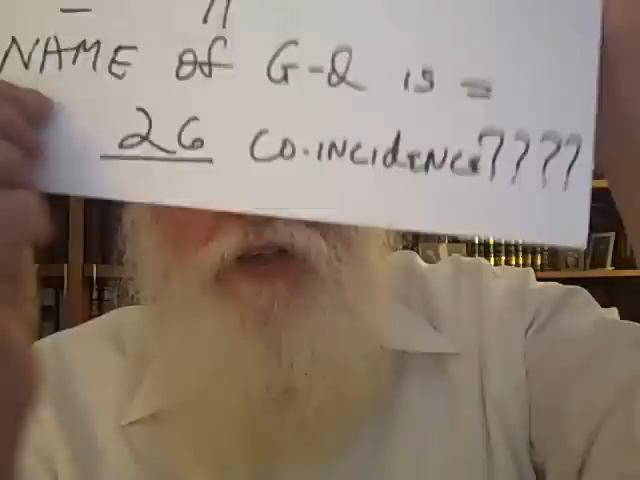 NAME of G-D is =
26 CO-INCIDENCE????